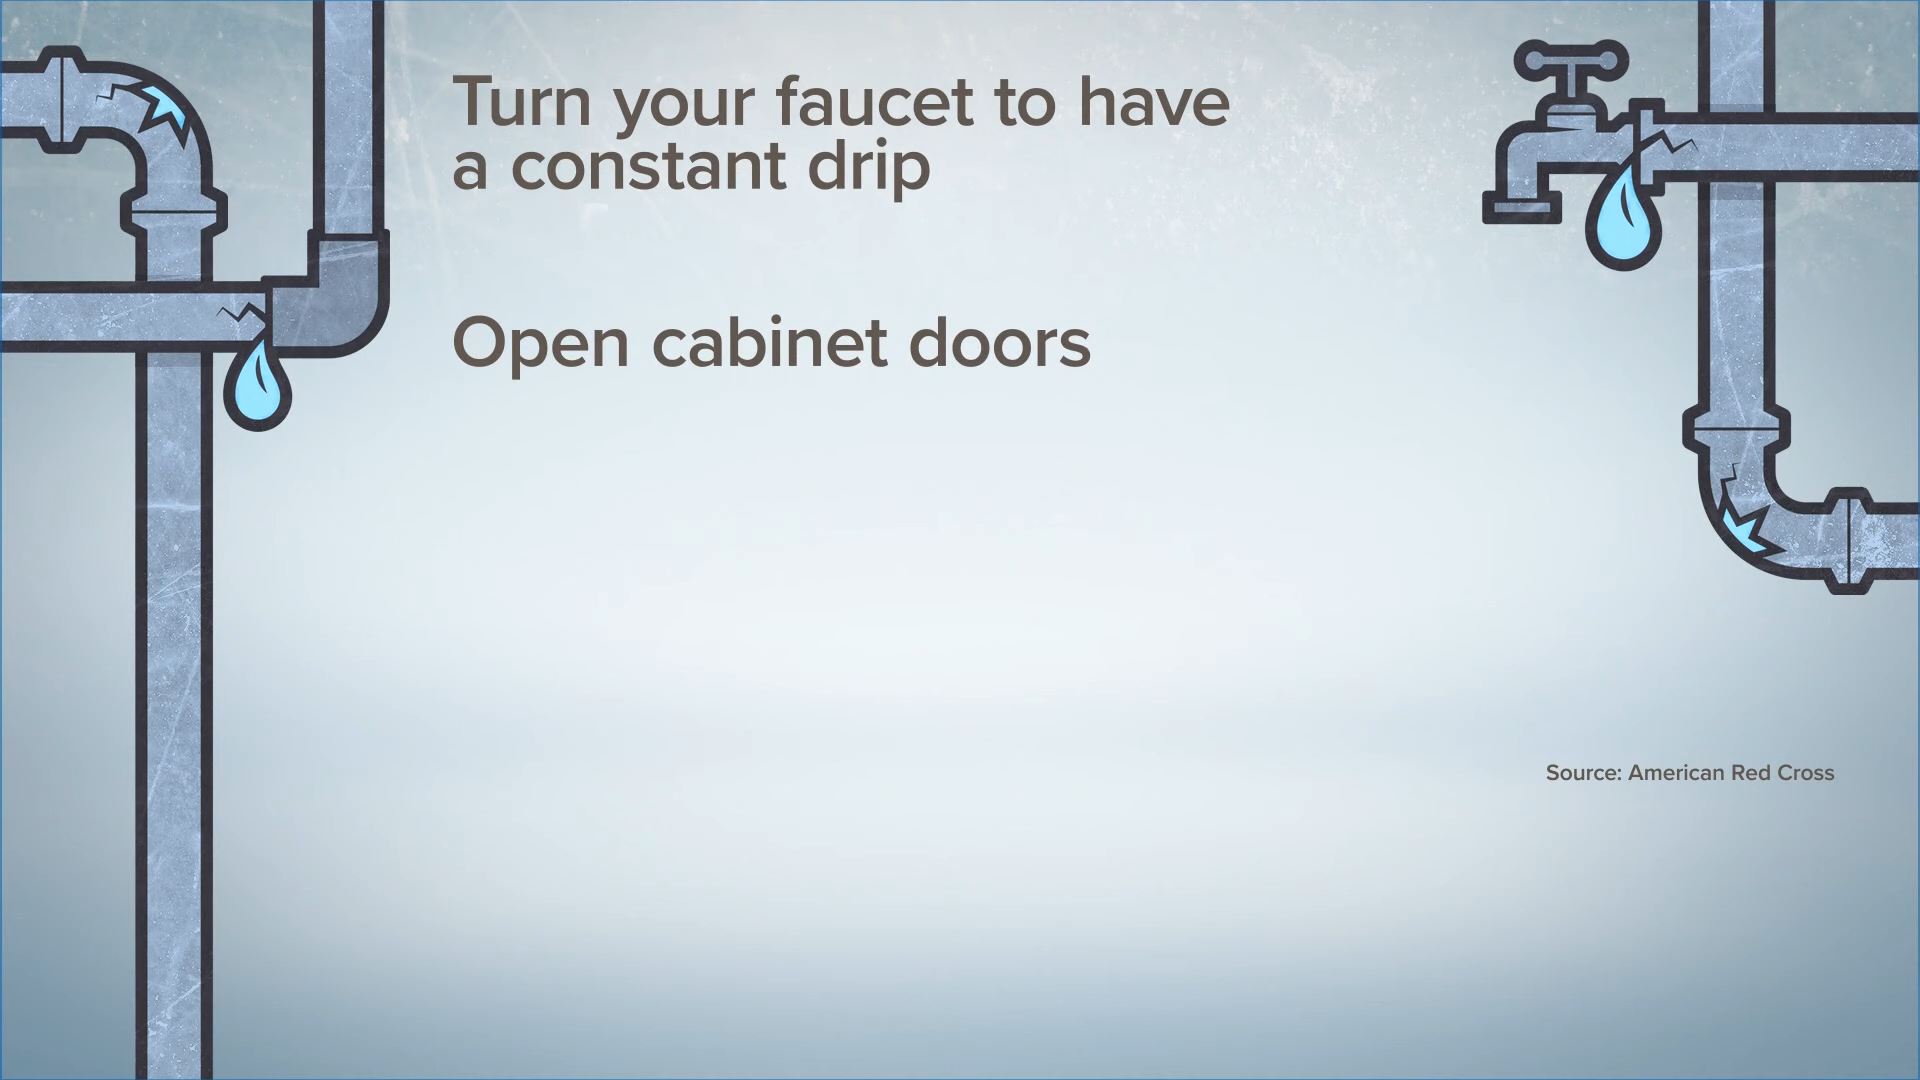 Turn your faucet to have
a constant drip
Open cabinet doors
Source: American Red Cross